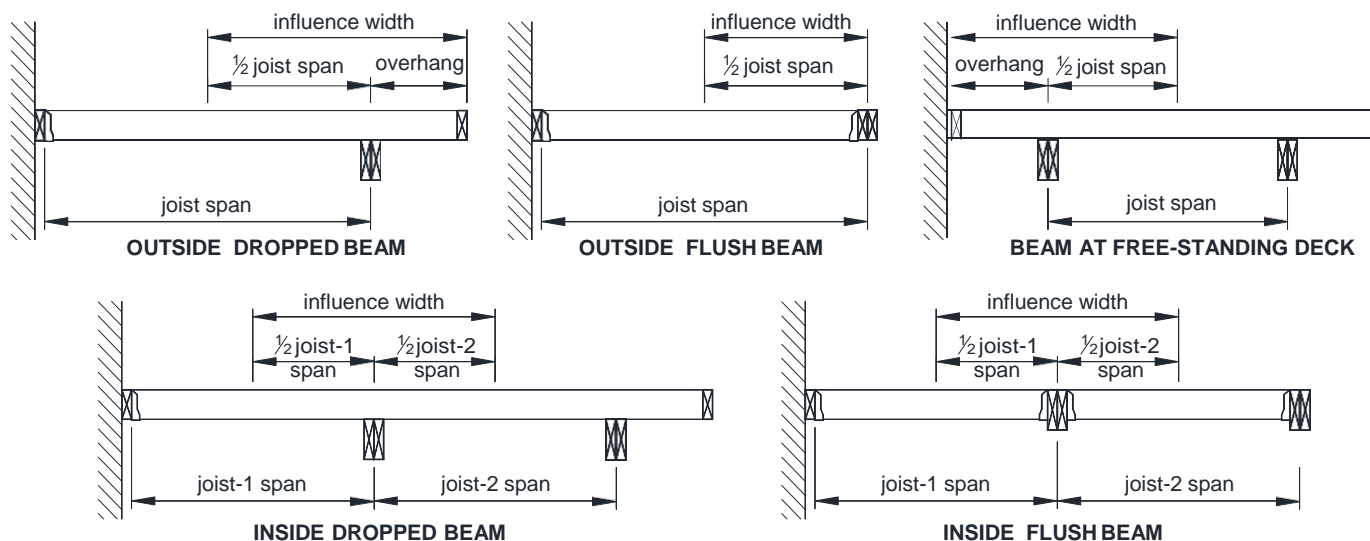 influence width
½ joist span
overhang
joist span
OUTSIDE DROPPED BEAM
influence width
½ joist span
joist span
OUTSIDE FLUSH BEAM
influence width
overhang
½ joist span
joist span
BEAM AT FREE-STANDING DECK
influence width
½ joist-1
span
½ joist-2
span
joist-1 span
joist-2 span
INSIDE DROPPED BEAM
influence width
½ joist-1
span
½ joist-2
span
joist-1 span
joist-2 span
INSIDE FLUSH BEAM